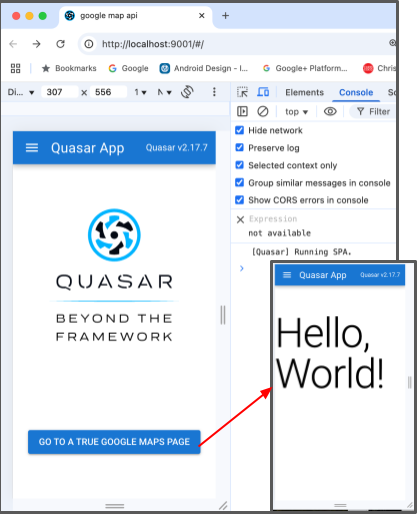 google map api
http://localhost:9001/#/
Bookmarks
Google
Android Design - I...
Google+ Platform...
Chris
Di...
307
×
556
1
Elements
Console
top
Filter
Hide network
Preserve log
Selected context only
Group similar messages in console
Show CORS errors in console
Expression
not available
[Quasar] Running SPA.
Quasar App
Quasar v2.17.7
QUASAR
BEYOND THE
FRAMEWORK
GO TO A TRUE GOOGLE MAPS PAGE
Quasar App
Quasar v2.17.7
Hello,
World!